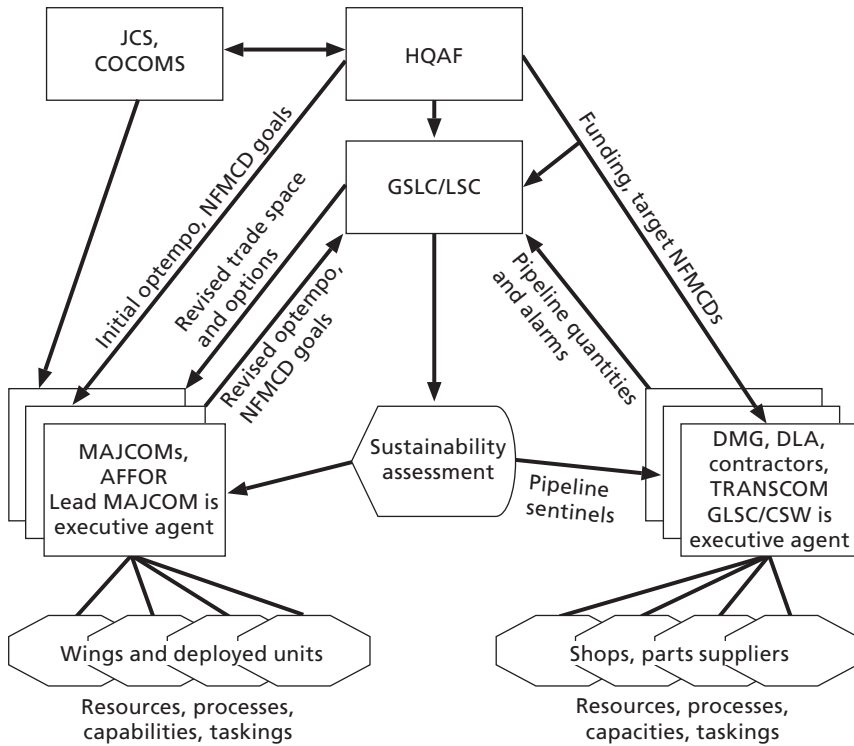 JCS,
COCOMS
HQAF
GSLC/LSC
Initial optempo, NFMCD goals
Revised trade space
and options
Revised optempo,
NFMCD goals
Funding, target NFMCDs
Pipeline quantities
and alarms
MAJCOMs,
AFFOR
Lead MAJCOM is
executive agent
Sustainability
assessment
Pipeline
sentinels
DMG, DLA,
contractors,
TRANSCOM
GLSC/CSW is
executive agent
Wings and deployed units
Shops, parts suppliers
Resources, processes,
capabilities, taskings
Resources, processes,
capacities, taskings